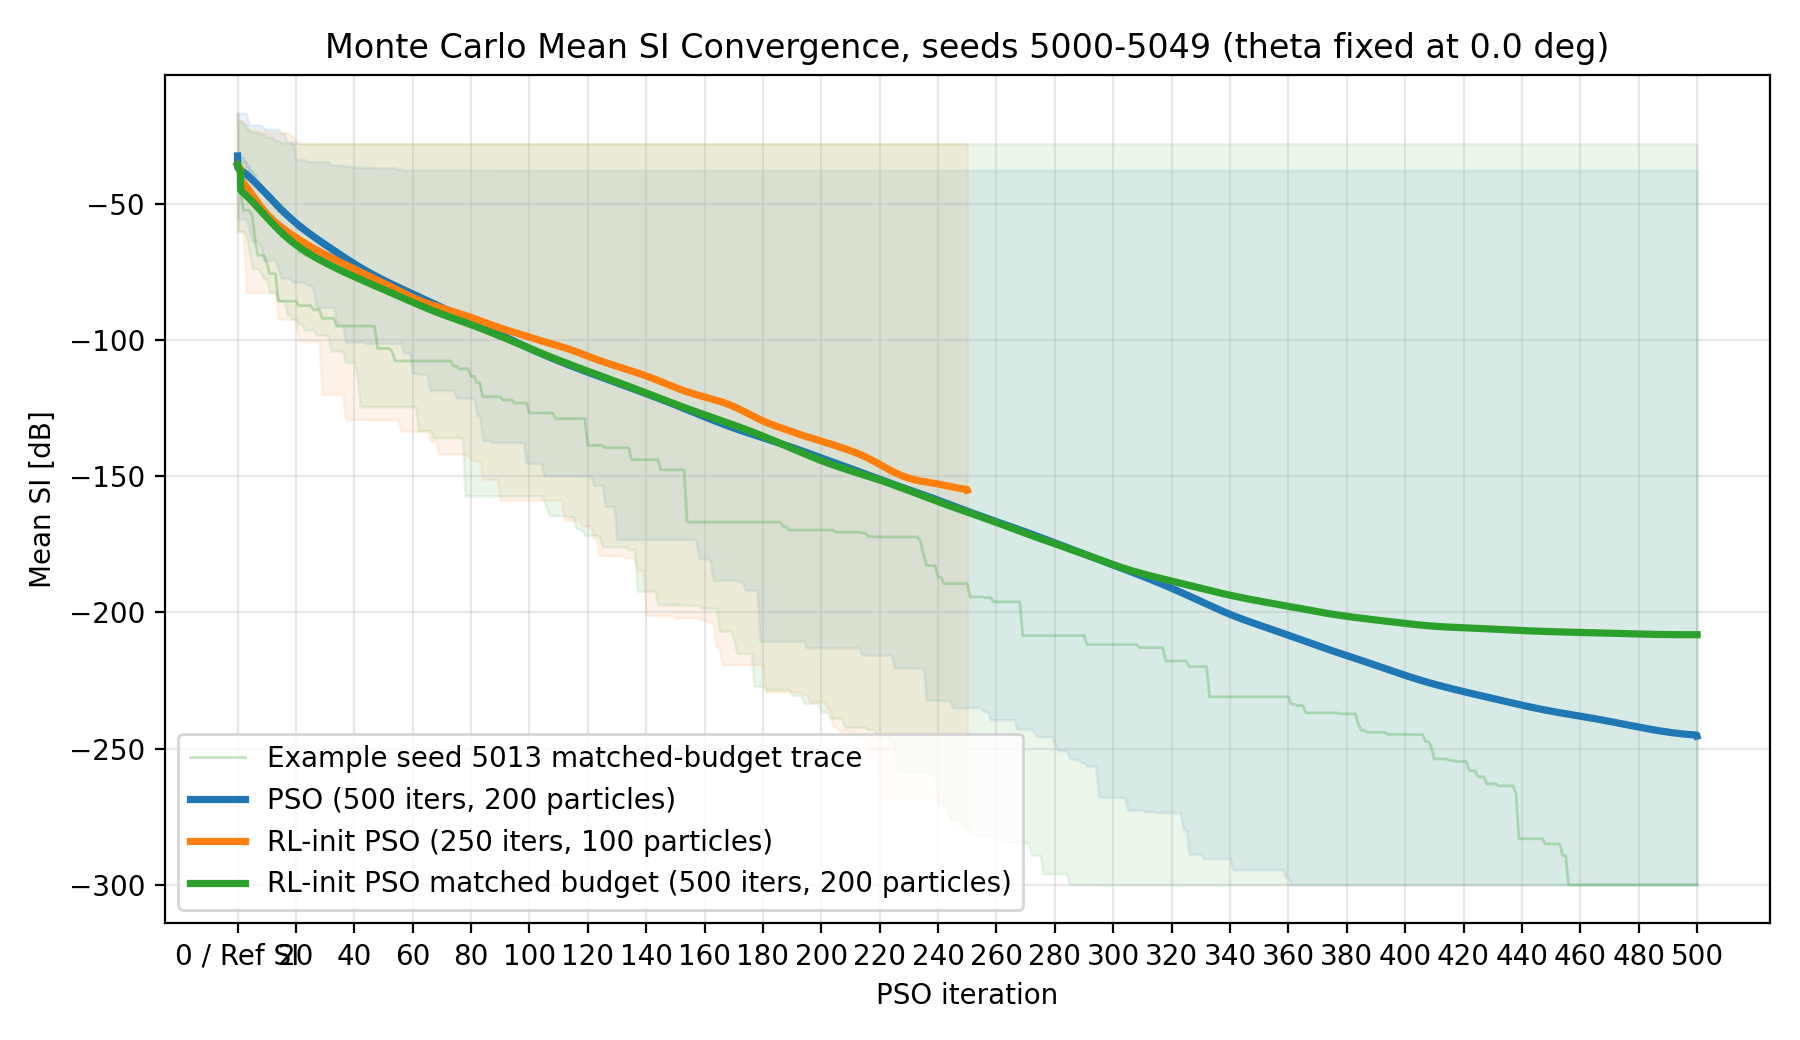 Monte Carlo Mean SI Convergence, seeds 5000-5049 (theta fixed at 0.0 deg)
Mean SI [dB]
−50
−100
−150
−200
−250
−300
Example seed 5013 matched-budget trace
PSO (500 iters, 200 particles)
RL-init PSO (250 iters, 100 particles)
RL-init PSO matched budget (500 iters, 200 particles)
0 / Ref SI 20 40 60 80 100 120 140 160 180 200 220 240 260 280 300 320 340 360 380 400 420 440 460 480 500
PSO iteration